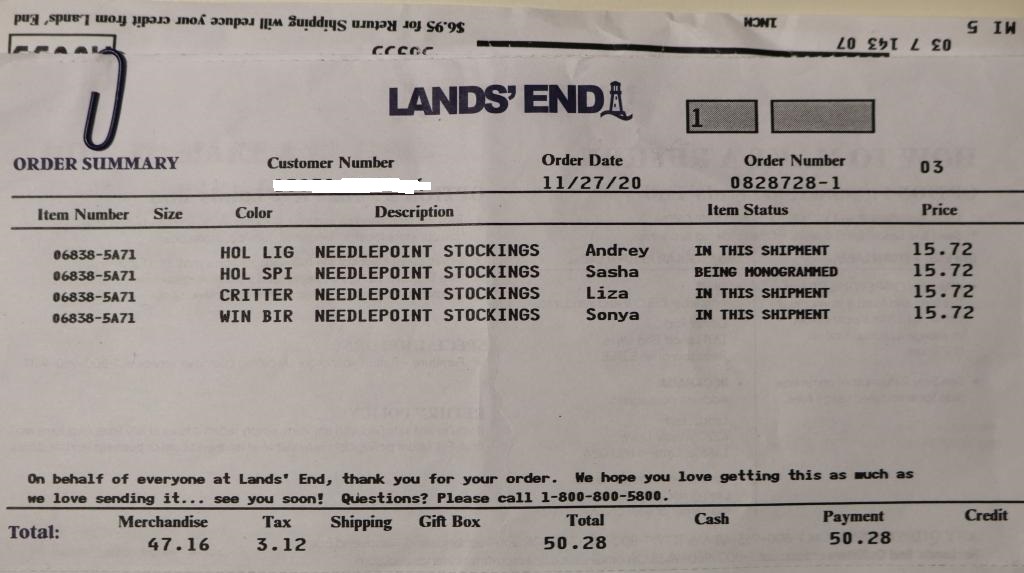 $6.95 for Return Shipping will reduce your credit from Lands' End
INCH
MI 5
03 7 143 07
LANDS' END
1
ORDER SUMMARY
Customer Number
Order Date
Order Number
03
11/27/20
0828728-1
Item Number Size Color Description Item Status Price
06838-5A71 HOL LIG NEEDLEPOINT STOCKINGS Andrey IN THIS SHIPMENT 15.72
06838-5A71 HOL SPI NEEDLEPOINT STOCKINGS Sasha BEING MONOGRAMMED 15.72
06838-5A71 CRITTER NEEDLEPOINT STOCKINGS Liza IN THIS SHIPMENT 15.72
06838-5A71 WIN BIR NEEDLEPOINT STOCKINGS Sonya IN THIS SHIPMENT 15.72
On behalf of everyone at Lands' End, thank you for your order. We hope you love getting this as much as
we love sending it... see you soon! Questions? Please call 1-800-800-5800.
Total: Merchandise Tax Shipping Gift Box Total Cash Payment Credit
47.16 3.12 50.28 50.28